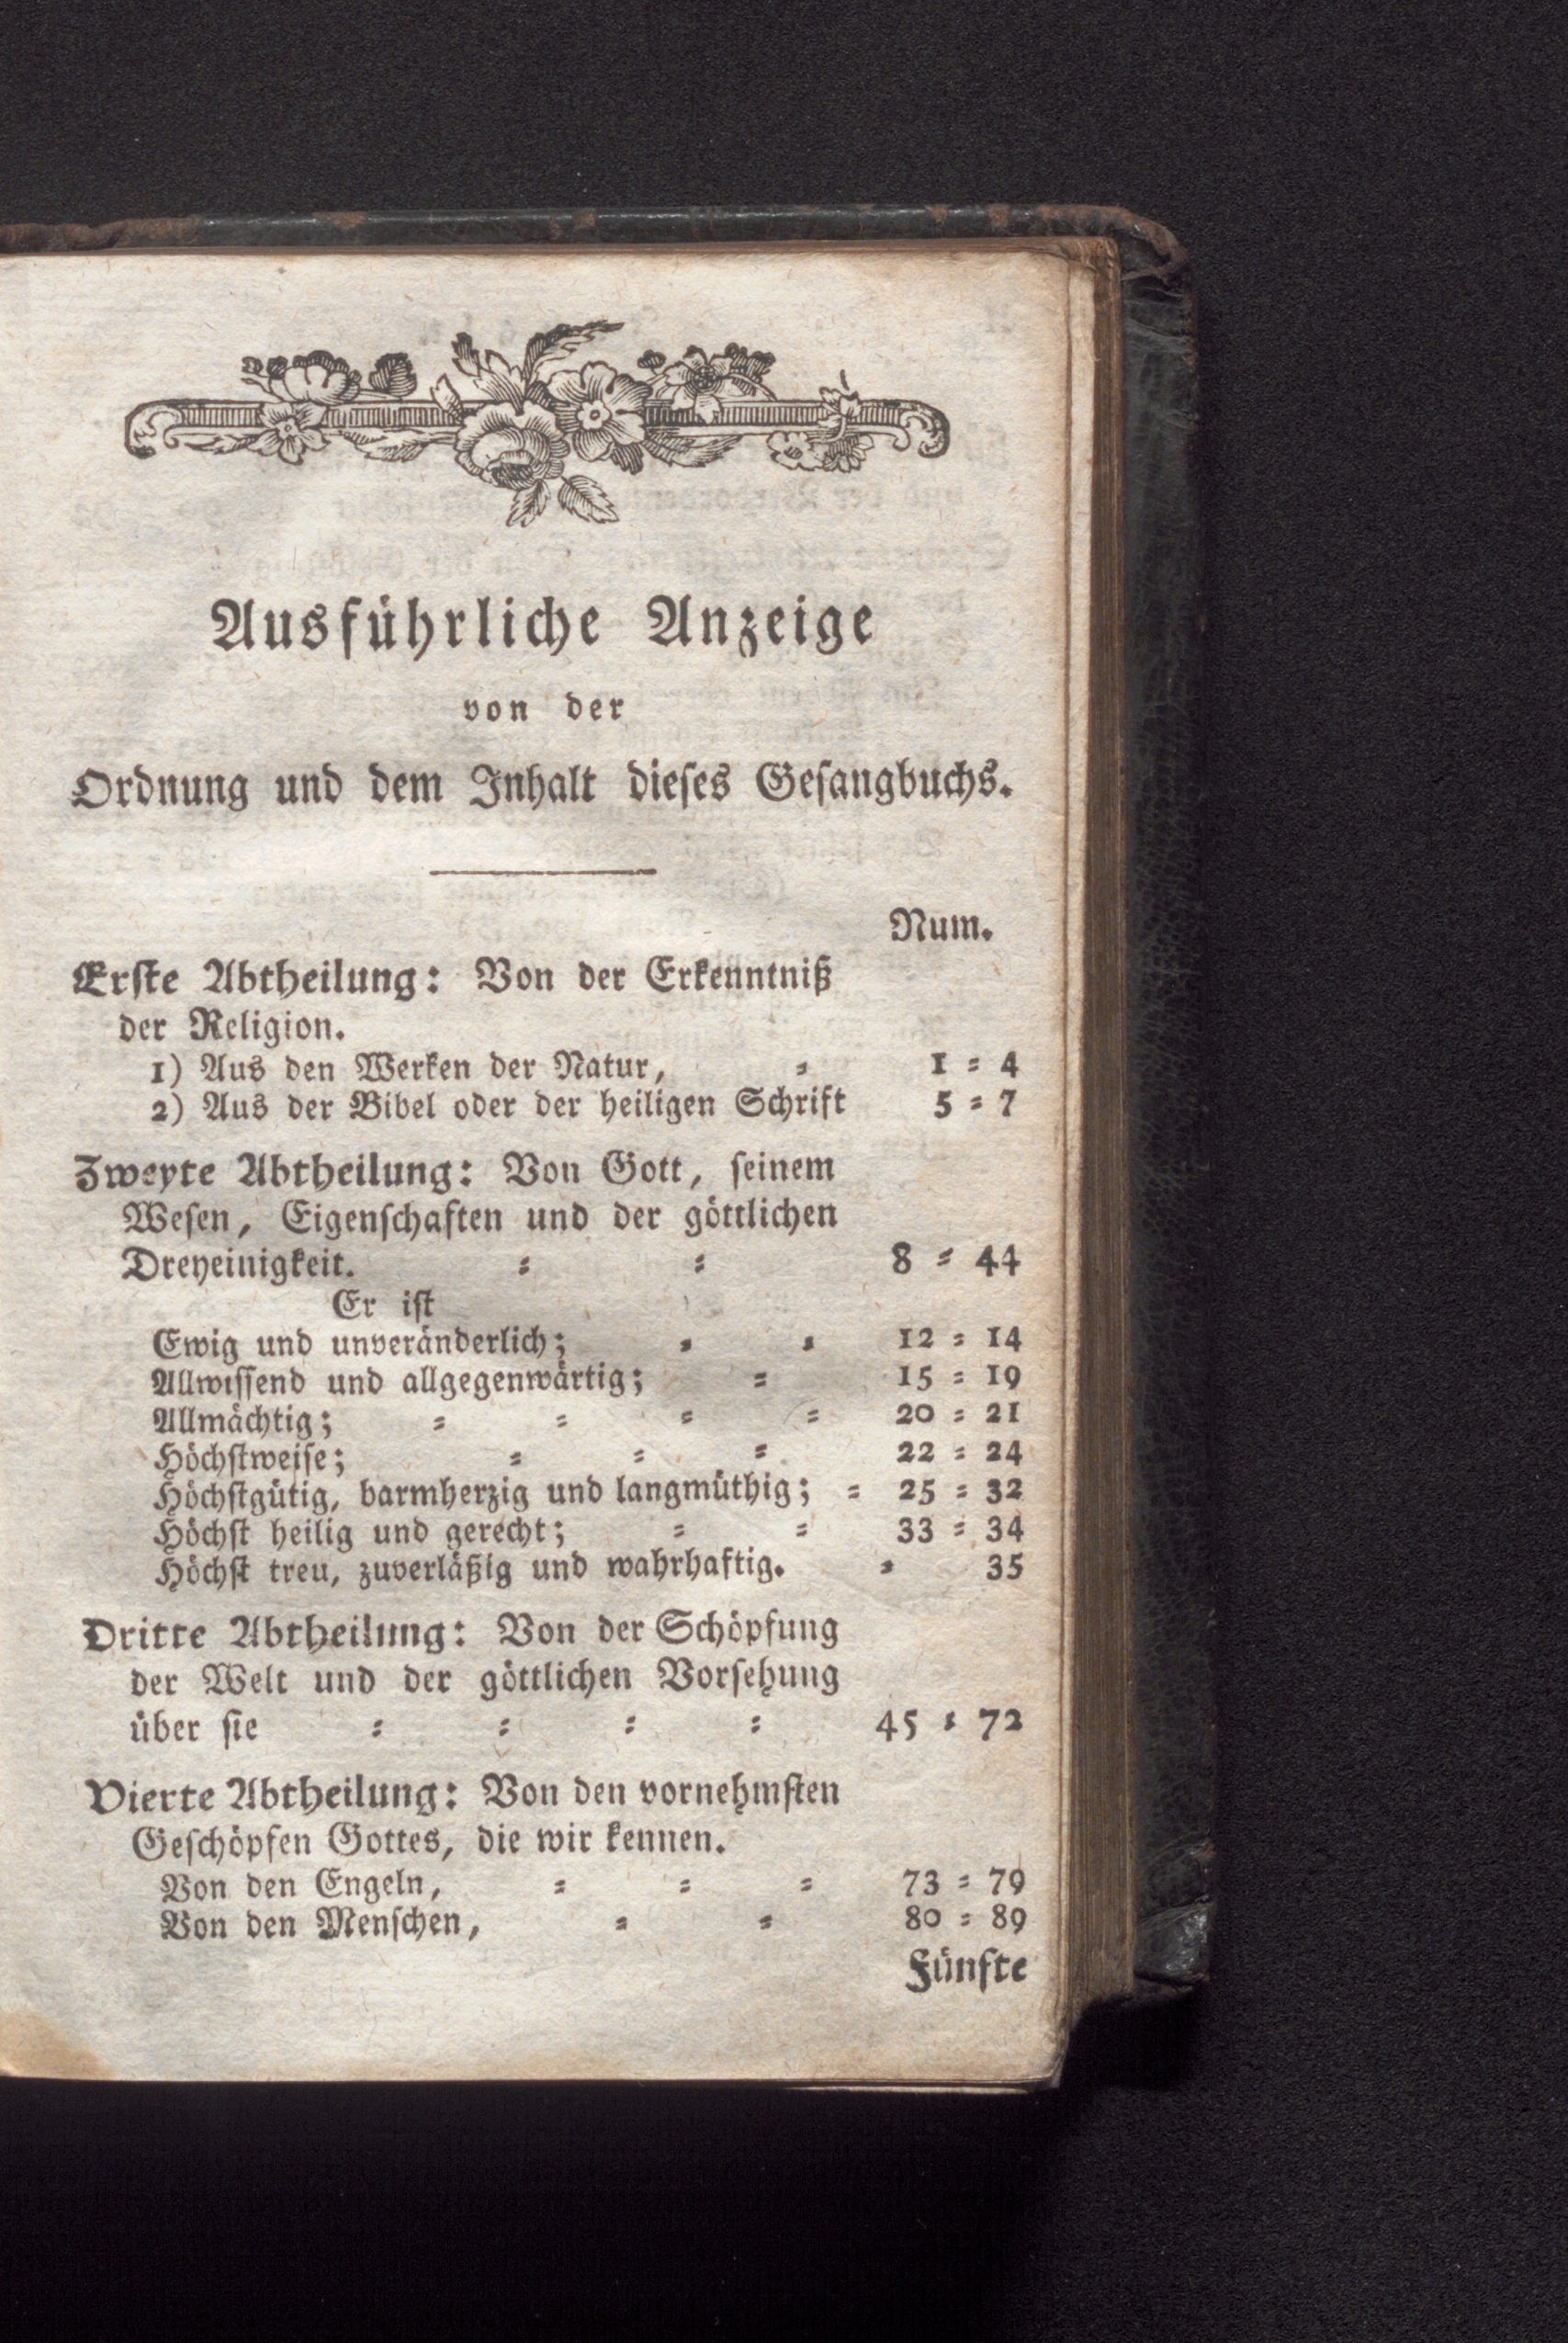 Ausführliche Anzeige
von der
Ordnung und dem Inhalt dieſes Geſangbuchs.
Num.
Erſte Abtheilung: Von der Erkenntniß
der Religion.
1) Aus den Werken der Natur, = 1 = 4
2) Aus der Bibel oder der heiligen Schrift 5 = 7
Zweyte Abtheilung: Von Gott, ſeinem
Weſen, Eigenſchaften und der göttlichen
Dreyeinigkeit. = = 8 = 44
Er iſt
Ewig und unveränderlich; = = 12 = 14
Allwiſſend und allgegenwärtig; = 15 = 19
Allmächtig; = = = = 20 = 21
Höchſtweiſe; = = = 22 = 24
Höchſtgütig, barmherzig und langmüthig; = 25 = 32
Höchſt heilig und gerecht; = = 33 = 34
Höchſt treu, zuverläßig und wahrhaftig. = 35
Dritte Abtheilung: Von der Schöpfung
der Welt und der göttlichen Vorſehung
über ſie = = = = 45 = 72
Vierte Abtheilung: Von den vornehmſten
Geſchöpfen Gottes, die wir kennen.
Von den Engeln, = = = 73 = 79
Von den Menſchen, = = 80 = 89
Fünfte